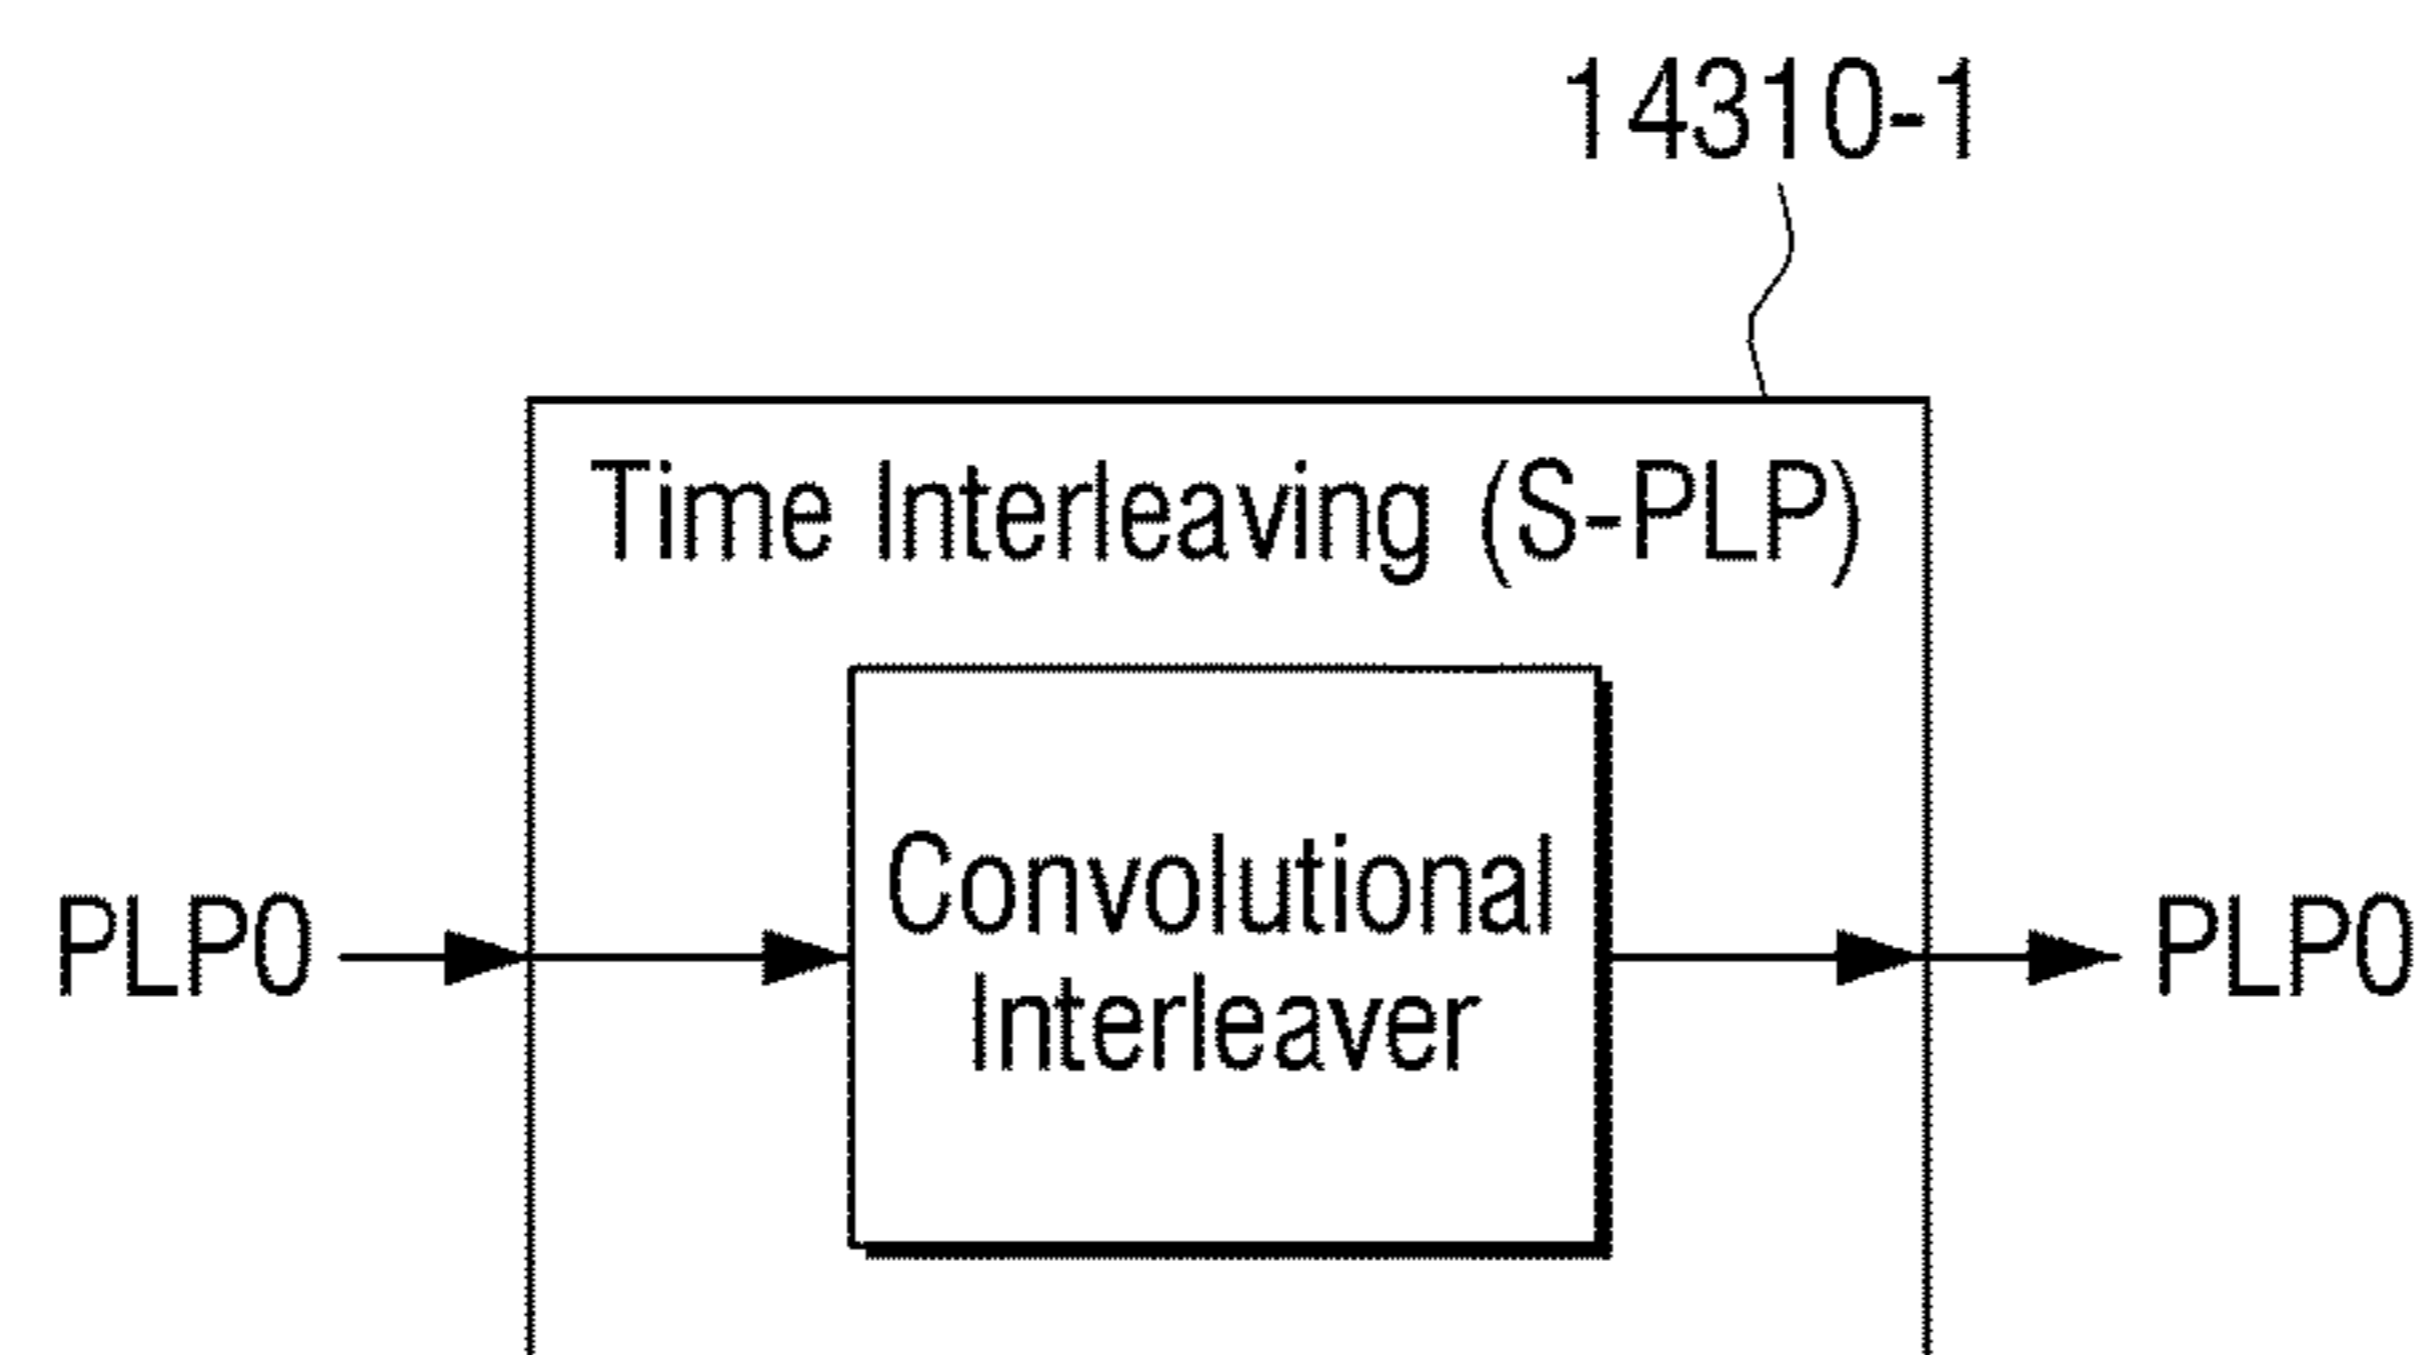 14310-1
Time Interleaving (S-PLP)
PLP0
Convolutional
Interleaver
PLP0